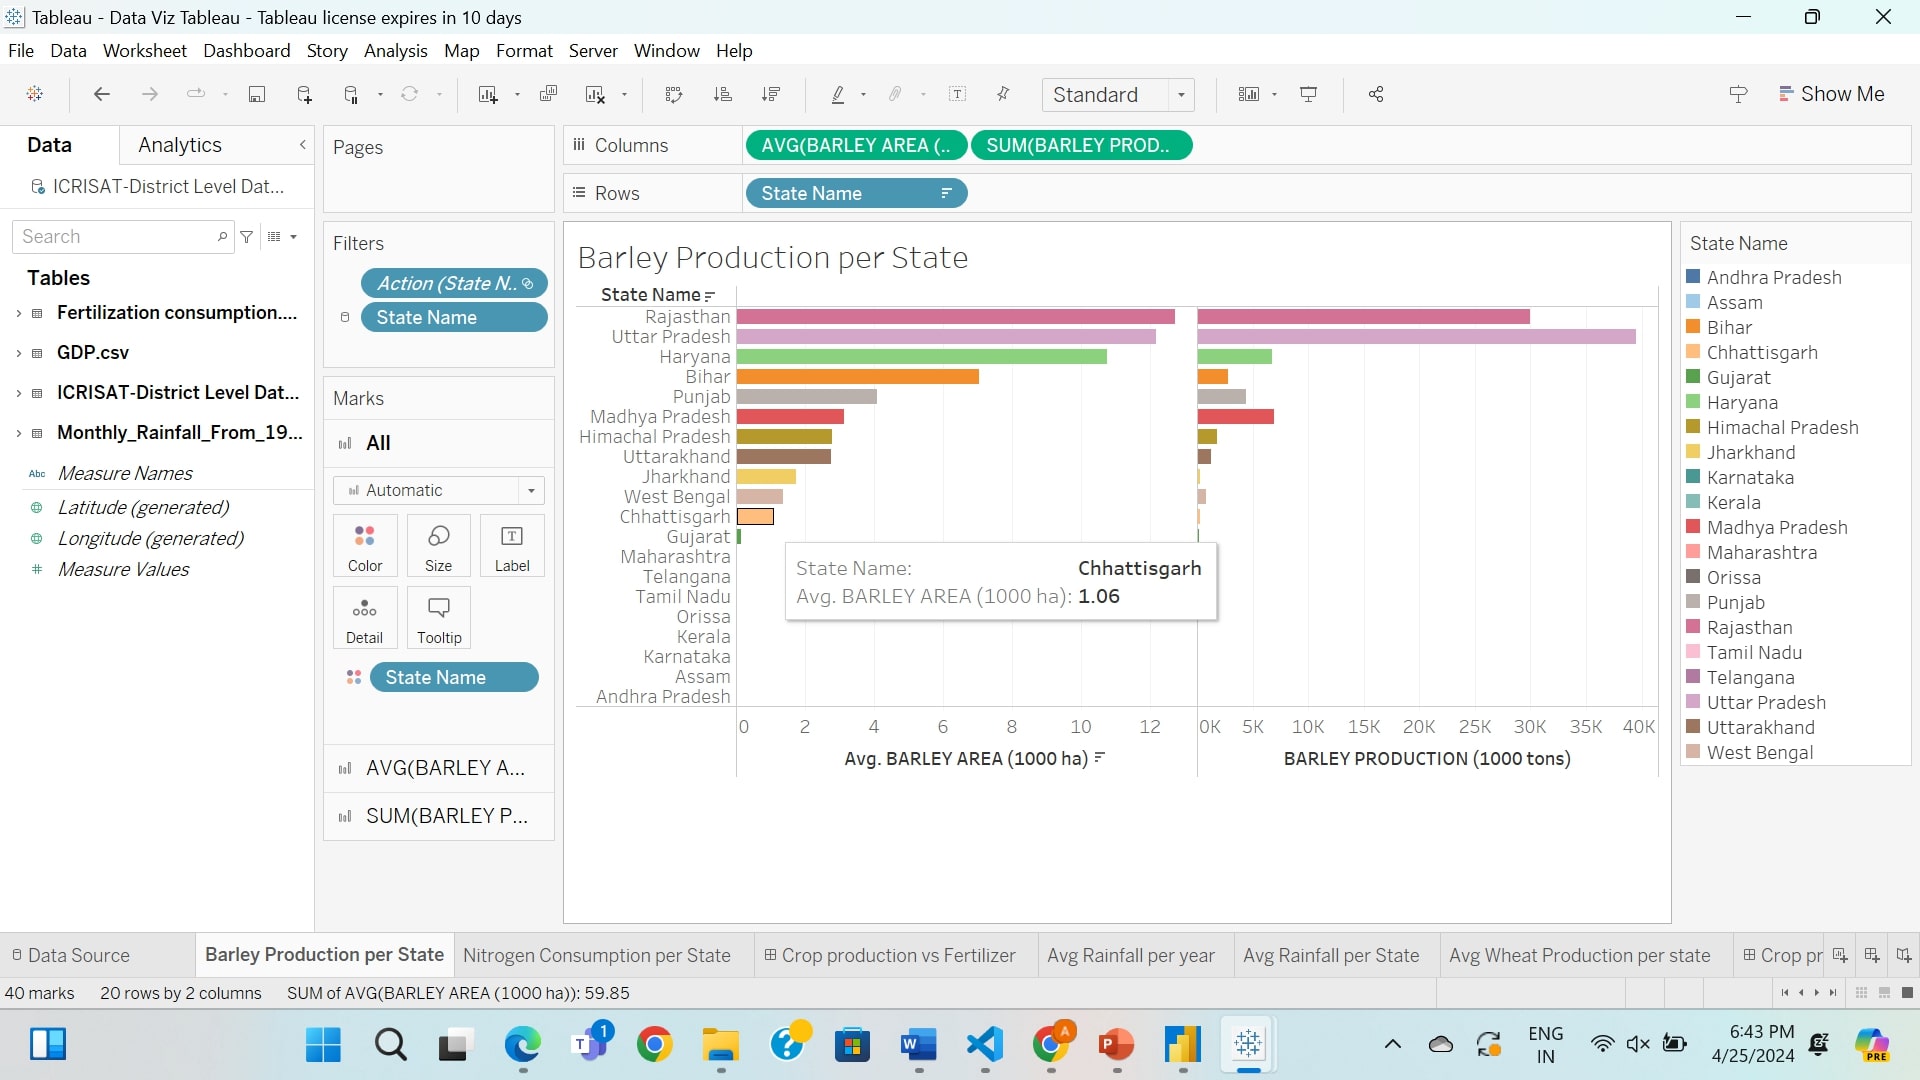 Tableau - Data Viz Tableau - Tableau license expires in 10 days
File Data Worksheet Dashboard Story Analysis Map Format Server Window Help
Standard
Show Me
Data
Analytics
ICRISAT-District Level Dat...
Search
Tables
Fertilization consumption....
GDP.csv
ICRISAT-District Level Dat...
Monthly_Rainfall_From_19...
Abc Measure Names
Latitude (generated)
Longitude (generated)
# Measure Values
Pages
Filters
Action (State N..
State Name
Marks
All
Automatic
Color
Size
T
Label
Detail
Tooltip
State Name
AVG(BARLEY A...
SUM(BARLEY P...
iii Columns
AVG(BARLEY AREA (..
SUM(BARLEY PROD..
Rows
State Name
Barley Production per State
State Name
Rajasthan
Uttar Pradesh
Haryana
Bihar
Punjab
Madhya Pradesh
Himachal Pradesh
Uttarakhand
Jharkhand
West Bengal
Chhattisgarh
Gujarat
Maharashtra
Telangana
Tamil Nadu
Orissa
Kerala
Karnataka
Assam
Andhra Pradesh
State Name: Chhattisgarh
Avg. BARLEY AREA (1000 ha): 1.06
0 2 4 6 8 10 12
0K 5K 10K 15K 20K 25K 30K 35K 40K
Avg. BARLEY AREA (1000 ha)
BARLEY PRODUCTION (1000 tons)
State Name
Andhra Pradesh
Assam
Bihar
Chhattisgarh
Gujarat
Haryana
Himachal Pradesh
Jharkhand
Karnataka
Kerala
Madhya Pradesh
Maharashtra
Orissa
Punjab
Rajasthan
Tamil Nadu
Telangana
Uttar Pradesh
Uttarakhand
West Bengal
Data Source
Barley Production per State
Nitrogen Consumption per State
Crop production vs Fertilizer
Avg Rainfall per year
Avg Rainfall per State
Avg Wheat Production per state
Crop pr
40 marks
20 rows by 2 columns
SUM of AVG(BARLEY AREA (1000 ha)): 59.85
1
A
ENG
IN
6:43 PM
4/25/2024
PRE